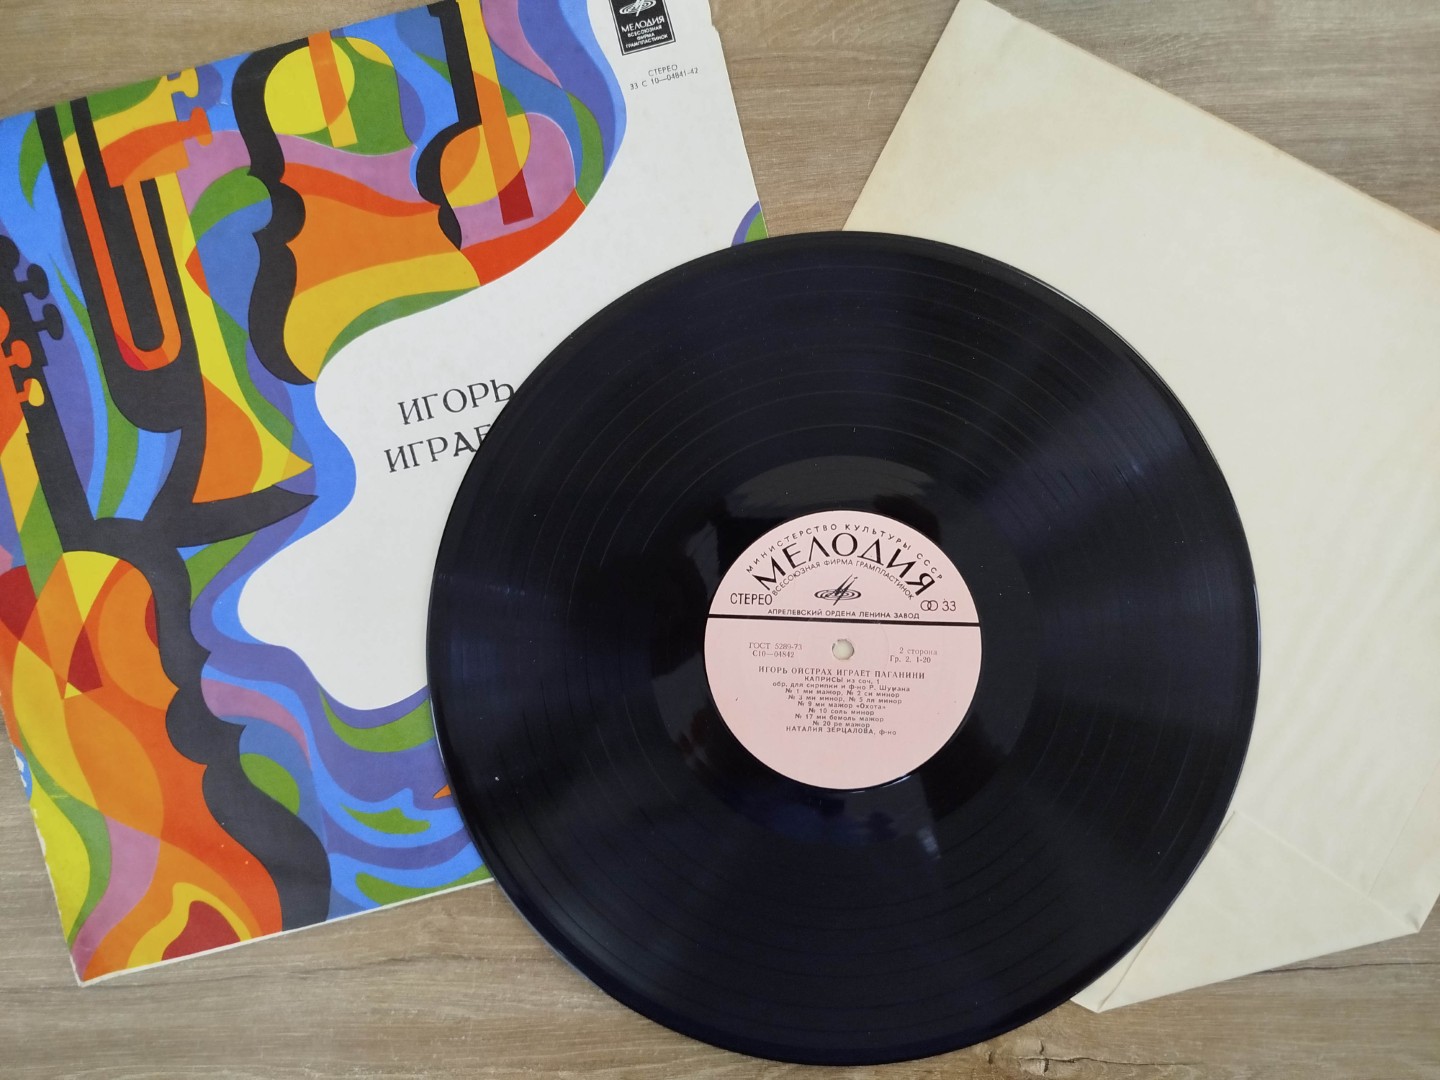 МЕЛОДИЯ
ВСЕСОЮЗНАЯ
ФИРМА
ГРАМПЛАСТИНОК
СТЕРЕО
33 С 10—04841-42
ИГОРЬ
ИГРАЕ
МИНИСТЕРСТВО КУЛЬТУРЫ СССР
МЕЛОДИЯ
ВСЕСОЮЗНАЯ ФИРМА ГРАМПЛАСТИНОК
СТЕРЕО
33
АПРЕЛЕВСКИЙ ОРДЕНА ЛЕНИНА ЗАВОД
ГОСТ 5289-73
С10—04842
2 сторона
Гр. 2. 1-20
ИГОРЬ ОЙСТРАХ ИГРАЕТ ПАГАНИНИ
КАПРИСЫ из соч. 1
обр. для скрипки и ф-но Р. Шумана
№ 1 ми мажор, № 2 си минор
№ 3 ми минор, № 5 ля минор
№ 9 ми мажор «Охота»
№ 10 соль минор
№ 17 ми бемоль мажор
№ 20 ре мажор
НАТАЛИЯ ЗЕРЦАЛОВА, ф-но